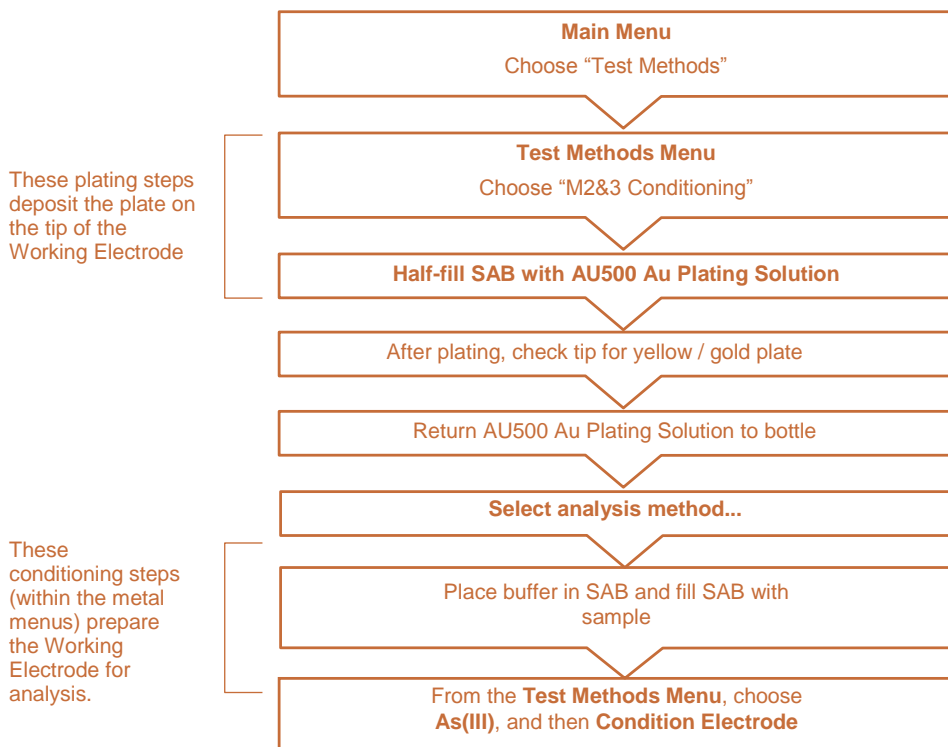 Main Menu
Choose “Test Methods”
These plating steps
deposit the plate on
the tip of the
Working Electrode
Test Methods Menu
Choose “M2&3 Conditioning”
Half-fill SAB with AU500 Au Plating Solution
After plating, check tip for yellow / gold plate
Return AU500 Au Plating Solution to bottle
Select analysis method...
These
conditioning steps
(within the metal
menus) prepare
the Working
Electrode for
analysis.
Place buffer in SAB and fill SAB with
sample
From the Test Methods Menu, choose
As(III), and then Condition Electrode